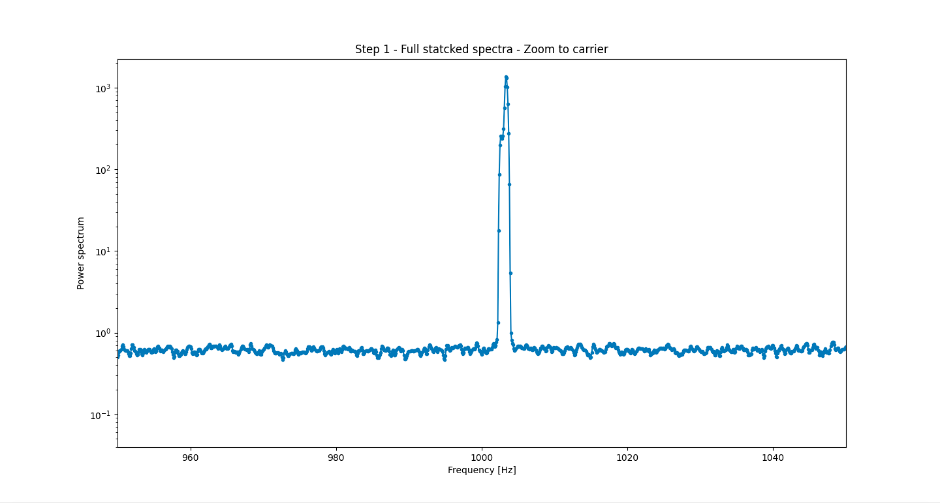 Step 1 - Full statcked spectra - Zoom to carrier
Power spectrum
10³
10²
10¹
10⁰
10⁻¹
960 980 1000 1020 1040
Frequency [Hz]